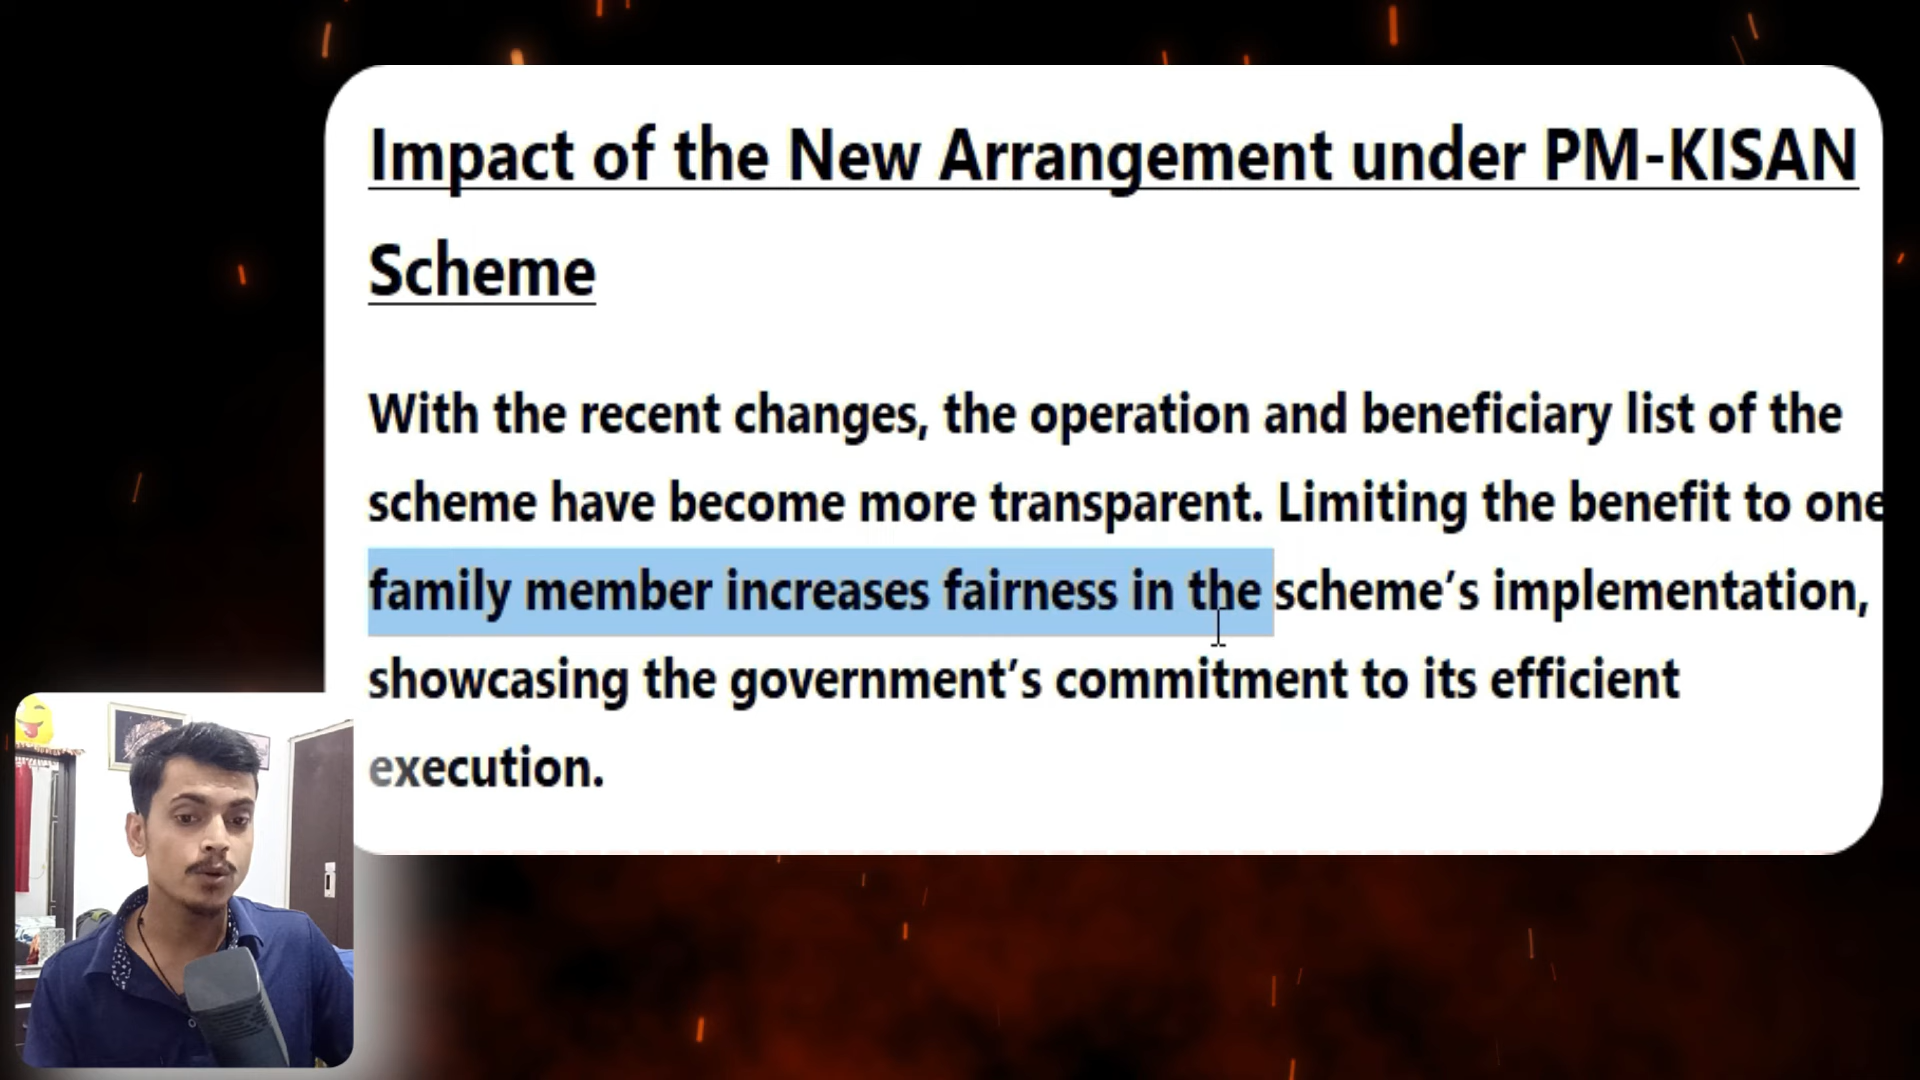 Impact of the New Arrangement under PM-KISAN
Scheme
With the recent changes, the operation and beneficiary list of the
scheme have become more transparent. Limiting the benefit to one
family member increases fairness in the scheme’s implementation,
showcasing the government’s commitment to its efficient
execution.